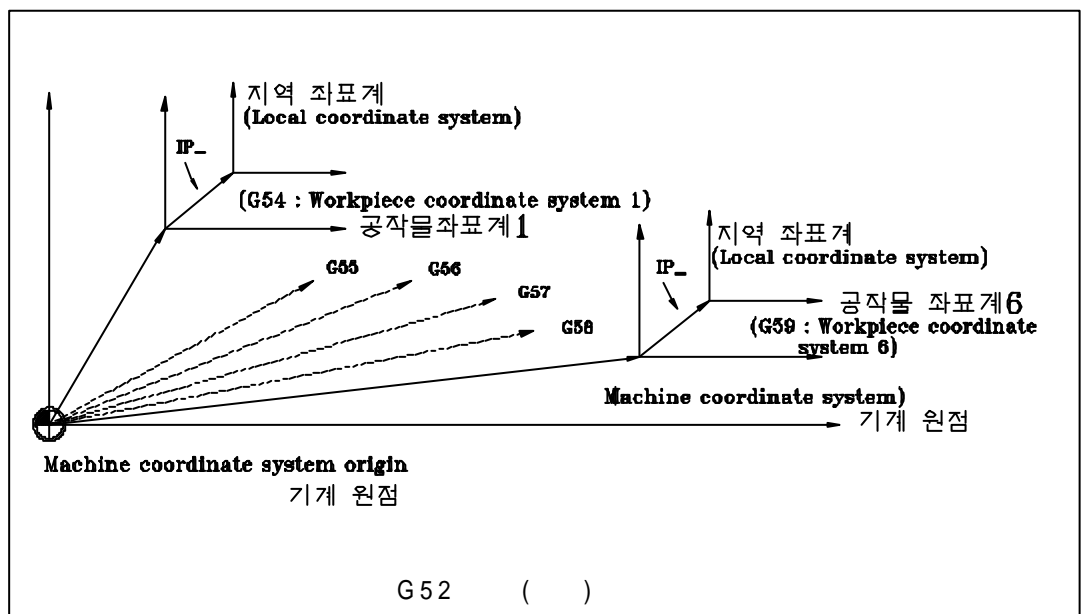 지역 좌표계
(Local coordinate system)
IP_
(G54 : Workpiece coordinate system 1)
공작물좌표계1
지역 좌표계
(Local coordinate system)
IP_
G55
G56
G57
G58
공작물 좌표계6
(G59 : Workpiece coordinate
system 6)
(Machine coordinate system)
기계 원점
Machine coordinate system origin
기계 원점
G52 ( )